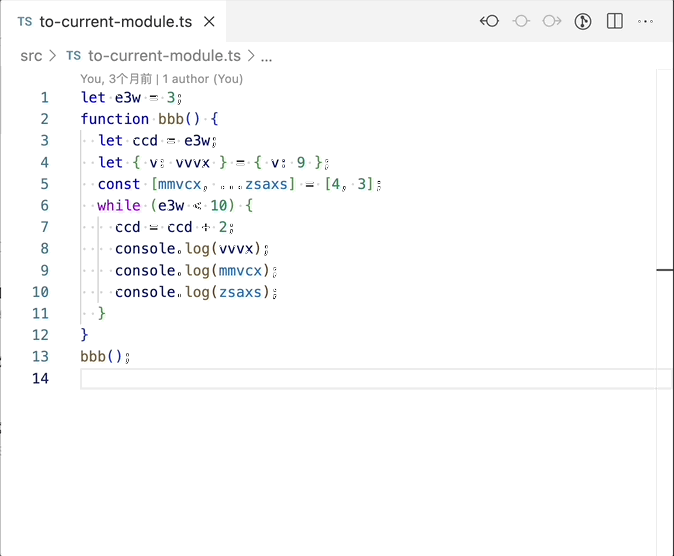 TS to-current-module.ts
src > TS to-current-module.ts > ...
You, 3个月前 | 1 author (You)
1 let e3w = 3;
2 function bbb() {
3 let ccd = e3w;
4 let { v: vvvx } = { v: 9 };
5 const [mmvcx, ...zsaxs] = [4, 3];
6 while (e3w < 10) {
7 ccd = ccd + 2;
8 console.log(vvvx);
9 console.log(mmvcx);
10 console.log(zsaxs);
11 }
12 }
13 bbb();
14